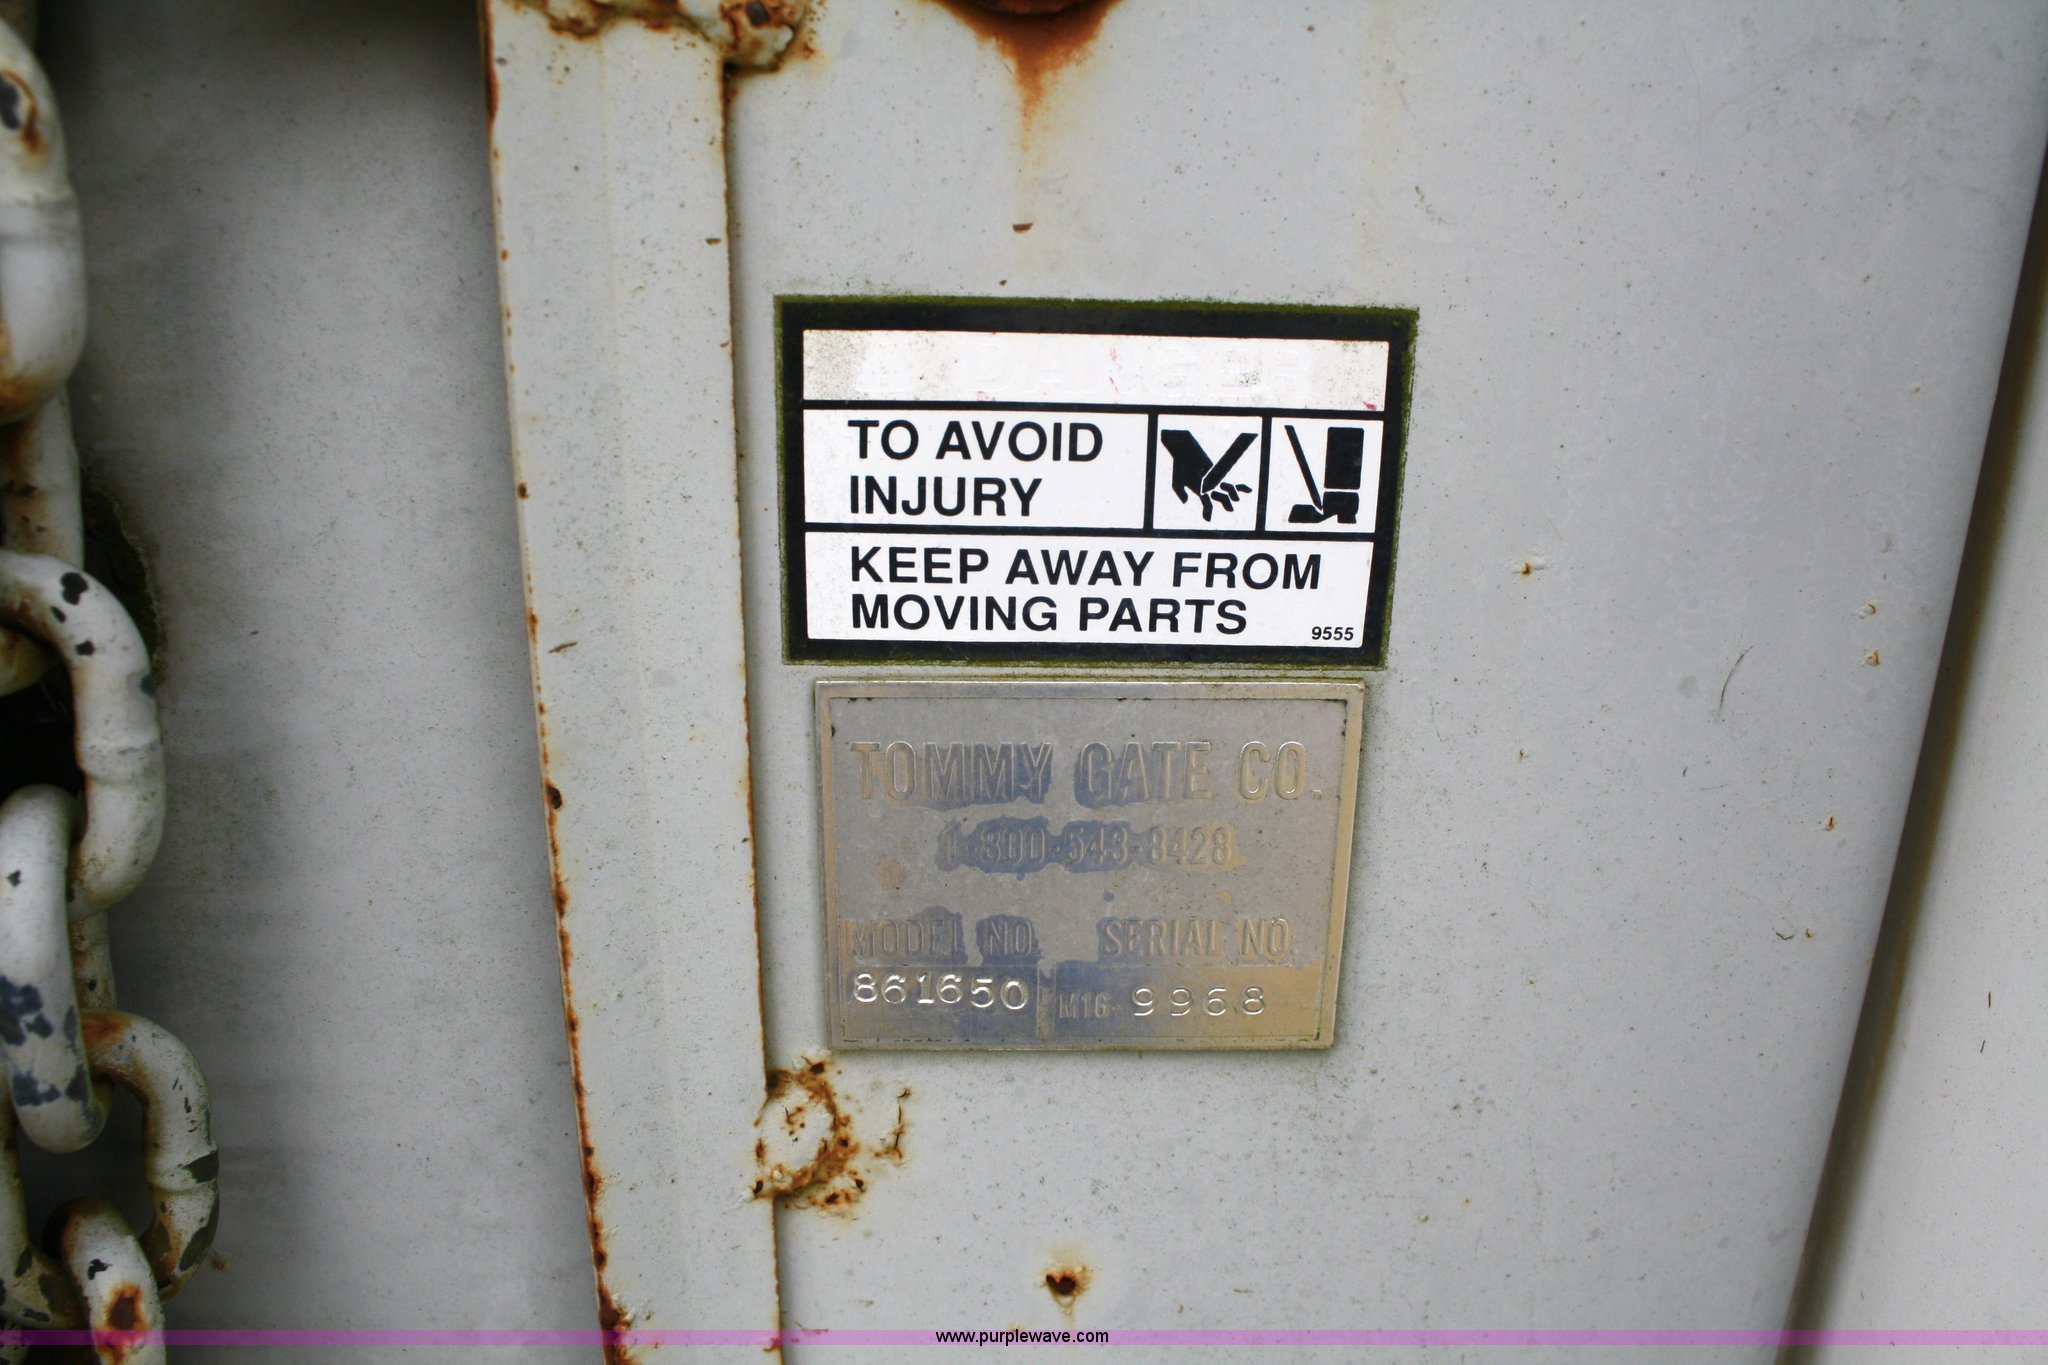 DANGER
TO AVOID
INJURY
KEEP AWAY FROM
MOVING PARTS
9555
TOMMY GATE CO.
1-800-543-8428
MODEL NO. SERIAL NO.
861650 M16- 9968
www.purplewave.com